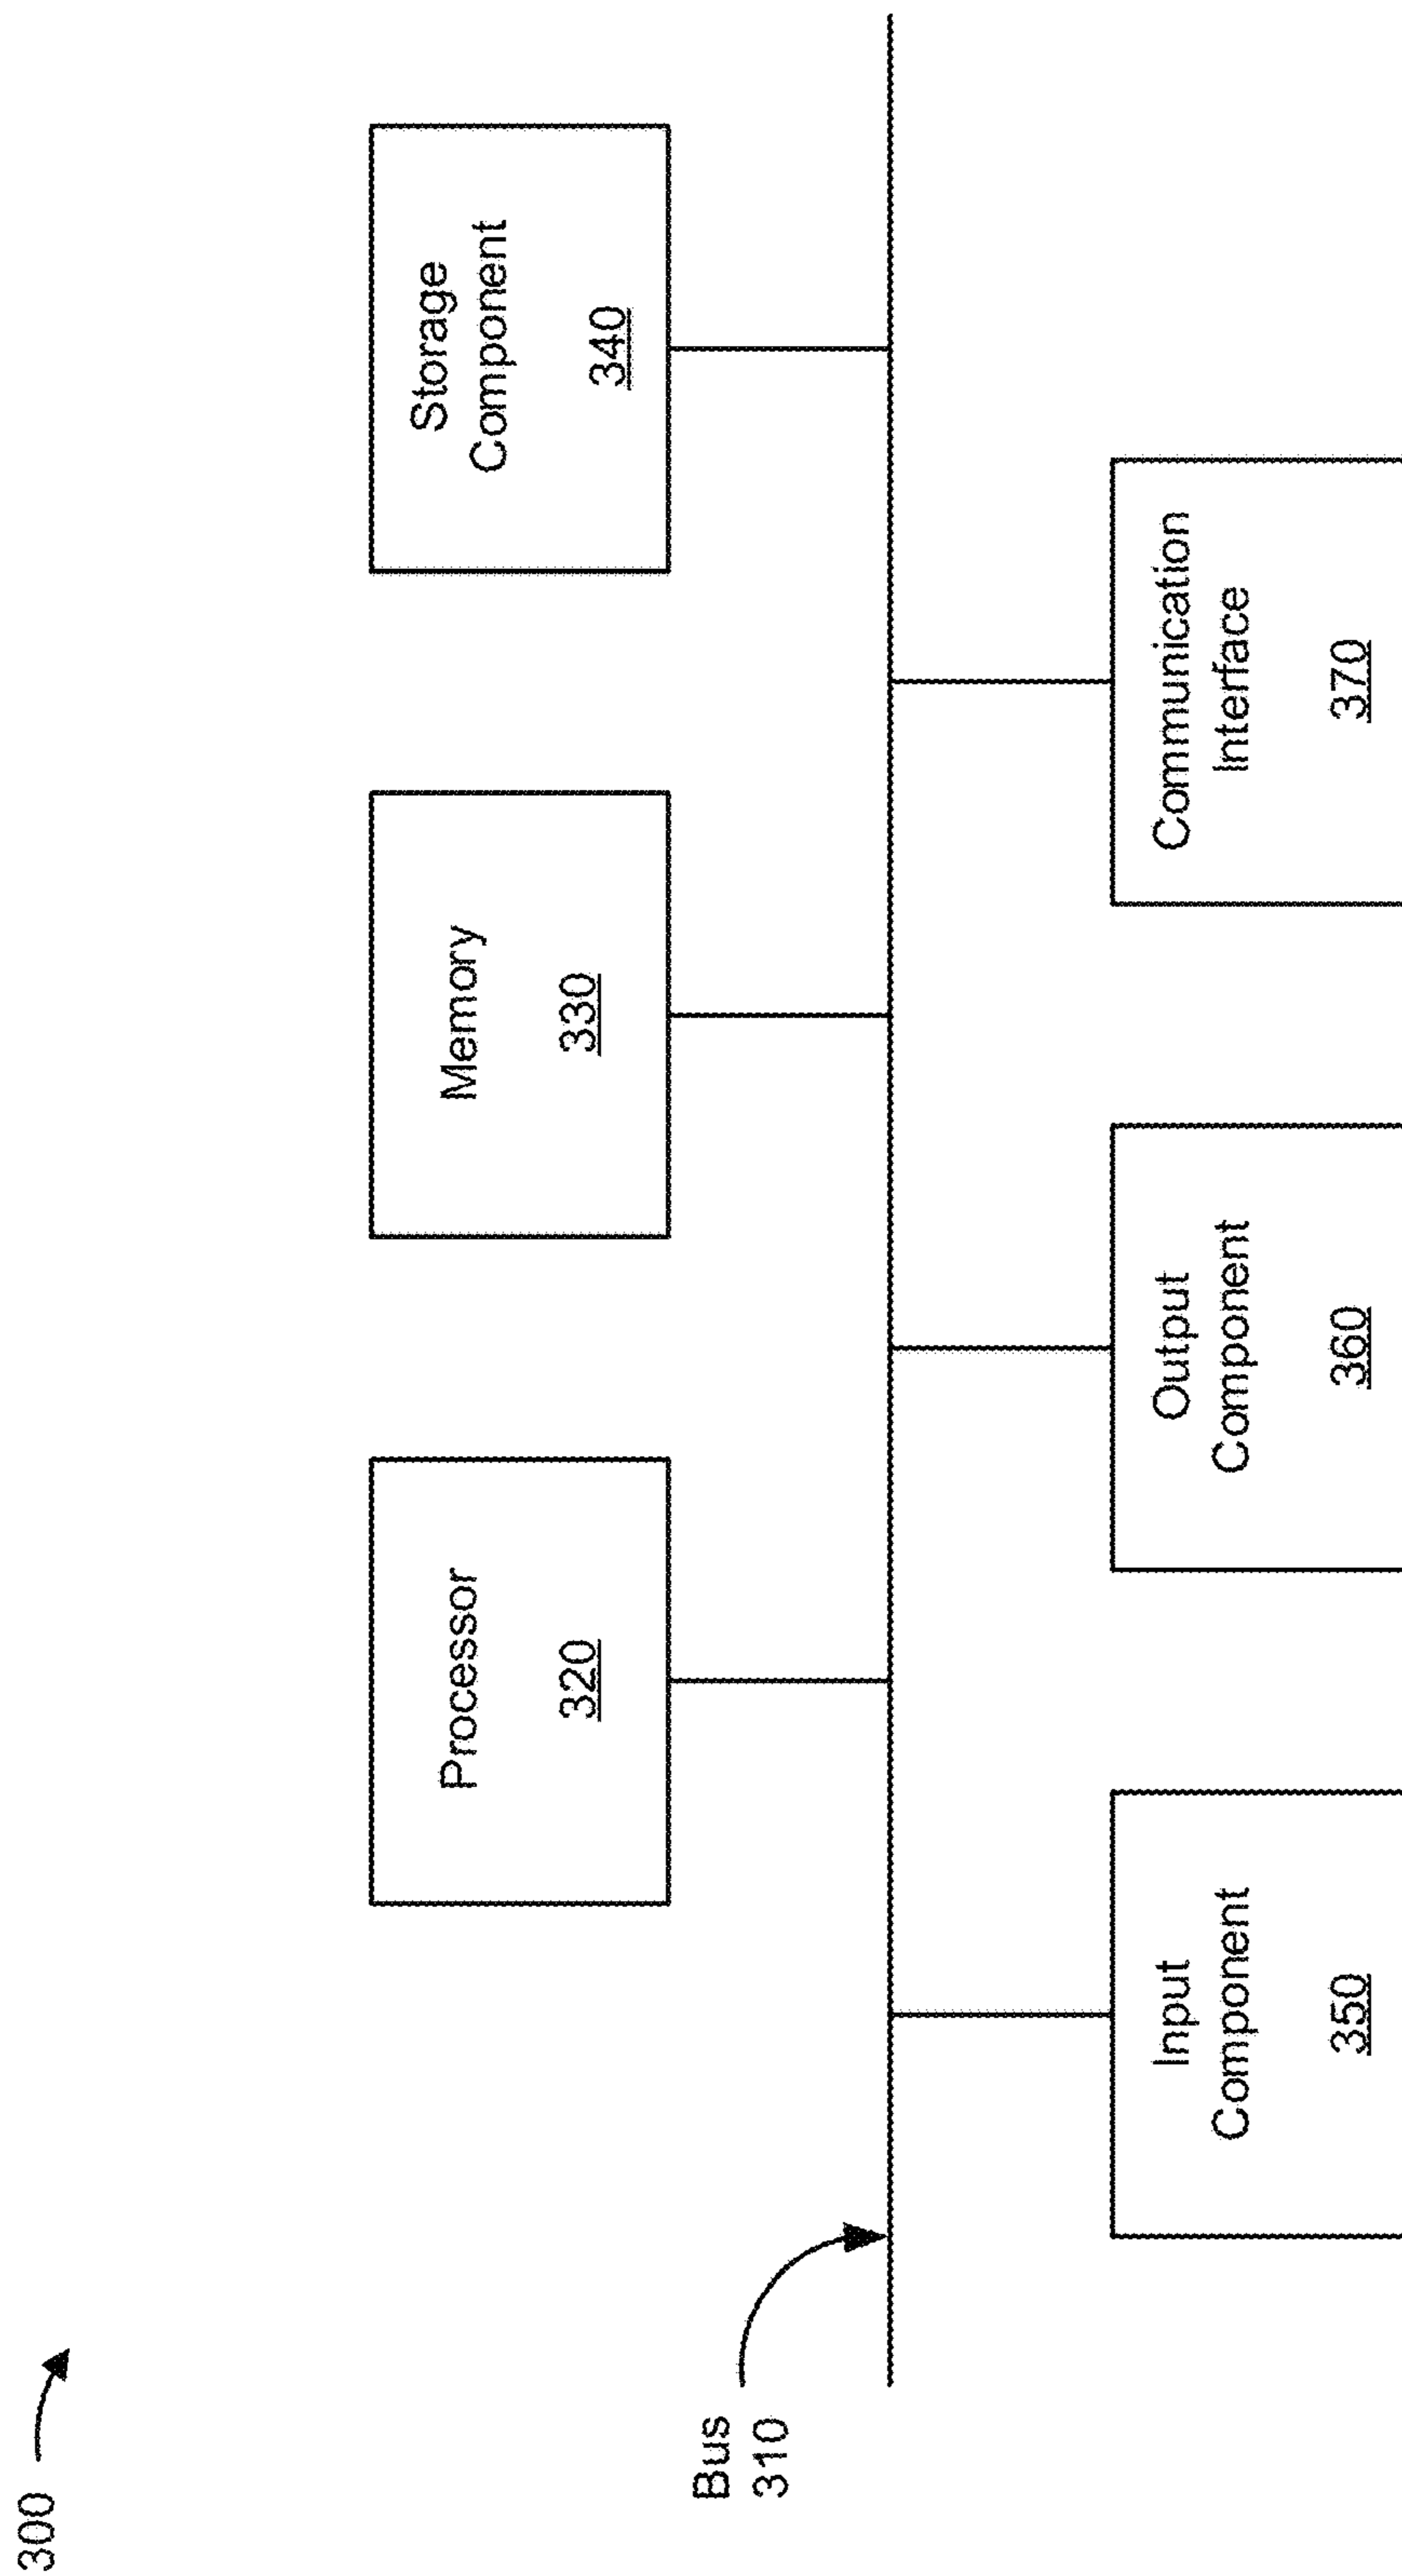 300
Bus
310
Processor
320
Memory
330
Storage
Component
340
Input
Component
350
Output
Component
360
Communication
Interface
370